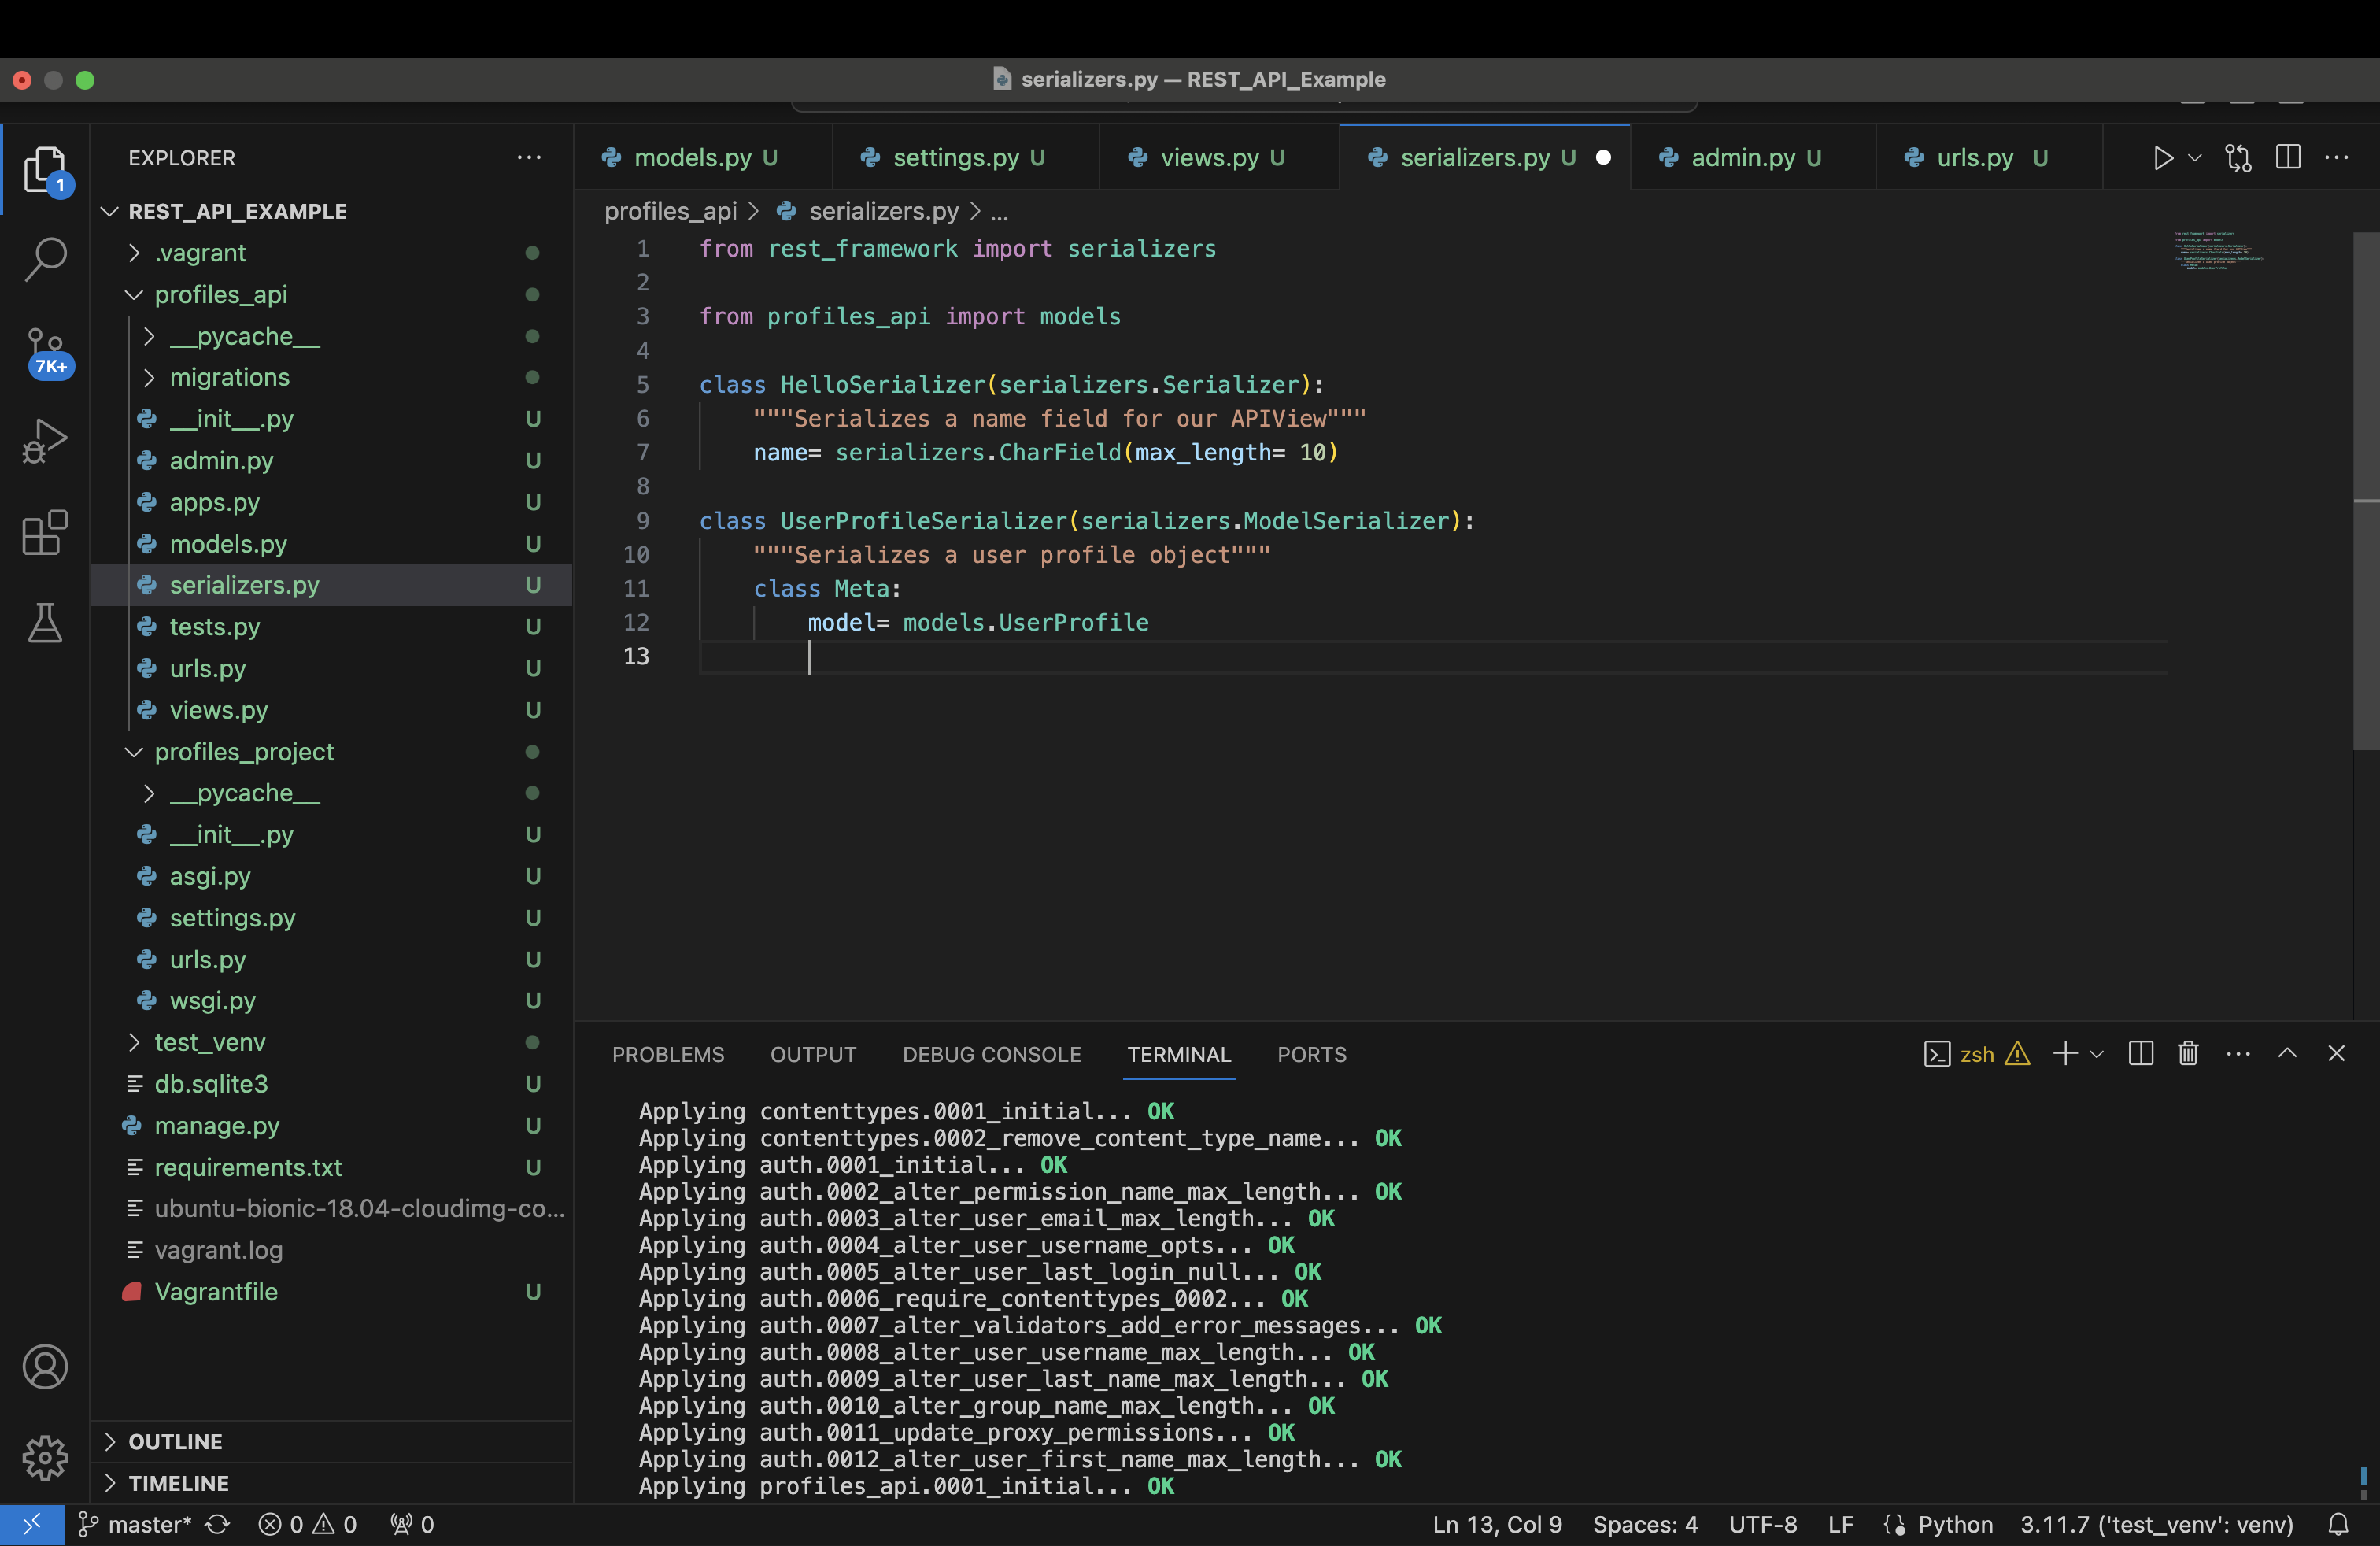 serializers.py — REST_API_Example
EXPLORER
1
7K+
REST_API_EXAMPLE
.vagrant
profiles_api
__pycache__
migrations
__init__.py U
admin.py U
apps.py U
models.py U
serializers.py U
tests.py U
urls.py U
views.py U
profiles_project
__pycache__
__init__.py U
asgi.py U
settings.py U
urls.py U
wsgi.py U
test_venv
db.sqlite3 U
manage.py U
requirements.txt U
ubuntu-bionic-18.04-cloudimg-co...
vagrant.log
Vagrantfile U
OUTLINE
TIMELINE
models.py U settings.py U views.py U serializers.py U admin.py U urls.py U
profiles_api > serializers.py > ...
1 from rest_framework import serializers
2
3 from profiles_api import models
4
5 class HelloSerializer(serializers.Serializer):
6 """Serializes a name field for our APIView"""
7 name= serializers.CharField(max_length= 10)
8
9 class UserProfileSerializer(serializers.ModelSerializer):
10 """Serializes a user profile object"""
11 class Meta:
12 model= models.UserProfile
13
PROBLEMS OUTPUT DEBUG CONSOLE TERMINAL PORTS zsh
Applying contenttypes.0001_initial... OK
Applying contenttypes.0002_remove_content_type_name... OK
Applying auth.0001_initial... OK
Applying auth.0002_alter_permission_name_max_length... OK
Applying auth.0003_alter_user_email_max_length... OK
Applying auth.0004_alter_user_username_opts... OK
Applying auth.0005_alter_user_last_login_null... OK
Applying auth.0006_require_contenttypes_0002... OK
Applying auth.0007_alter_validators_add_error_messages... OK
Applying auth.0008_alter_user_username_max_length... OK
Applying auth.0009_alter_user_last_name_max_length... OK
Applying auth.0010_alter_group_name_max_length... OK
Applying auth.0011_update_proxy_permissions... OK
Applying auth.0012_alter_user_first_name_max_length... OK
Applying profiles_api.0001_initial... OK
master* 0 0 0 Ln 13, Col 9 Spaces: 4 UTF-8 LF Python 3.11.7 ('test_venv': venv)